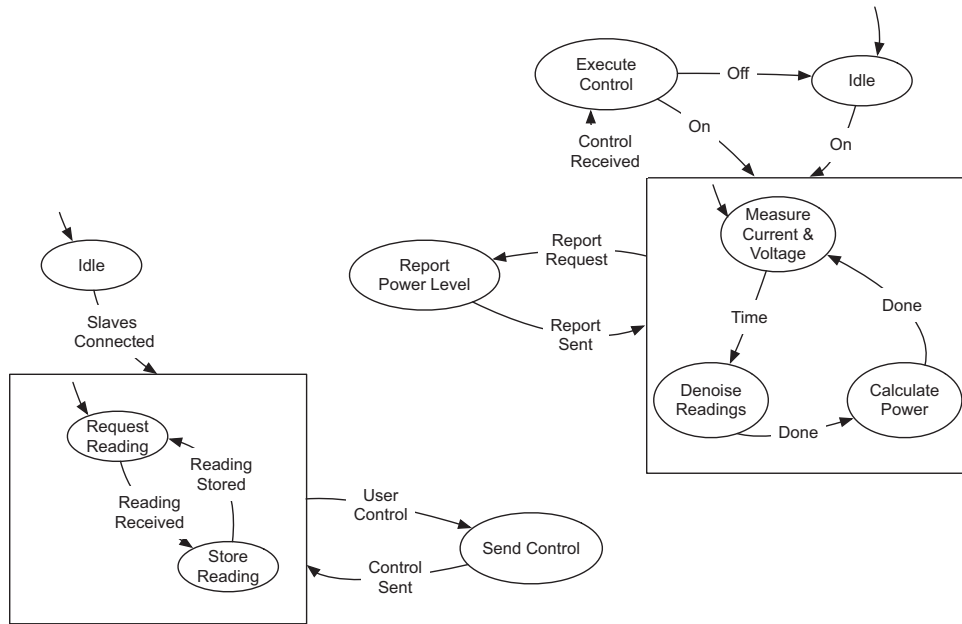 Execute
Control
Off
Idle
On
On
Control
Received
Measure
Current &
Voltage
Report
Request
Report
Power Level
Time
Done
Report
Sent
Denoise
Readings
Calculate
Power
Done
Idle
Slaves
Connected
Request
Reading
Reading
Stored
Reading
Received
Store
Reading
User
Control
Send Control
Control
Sent